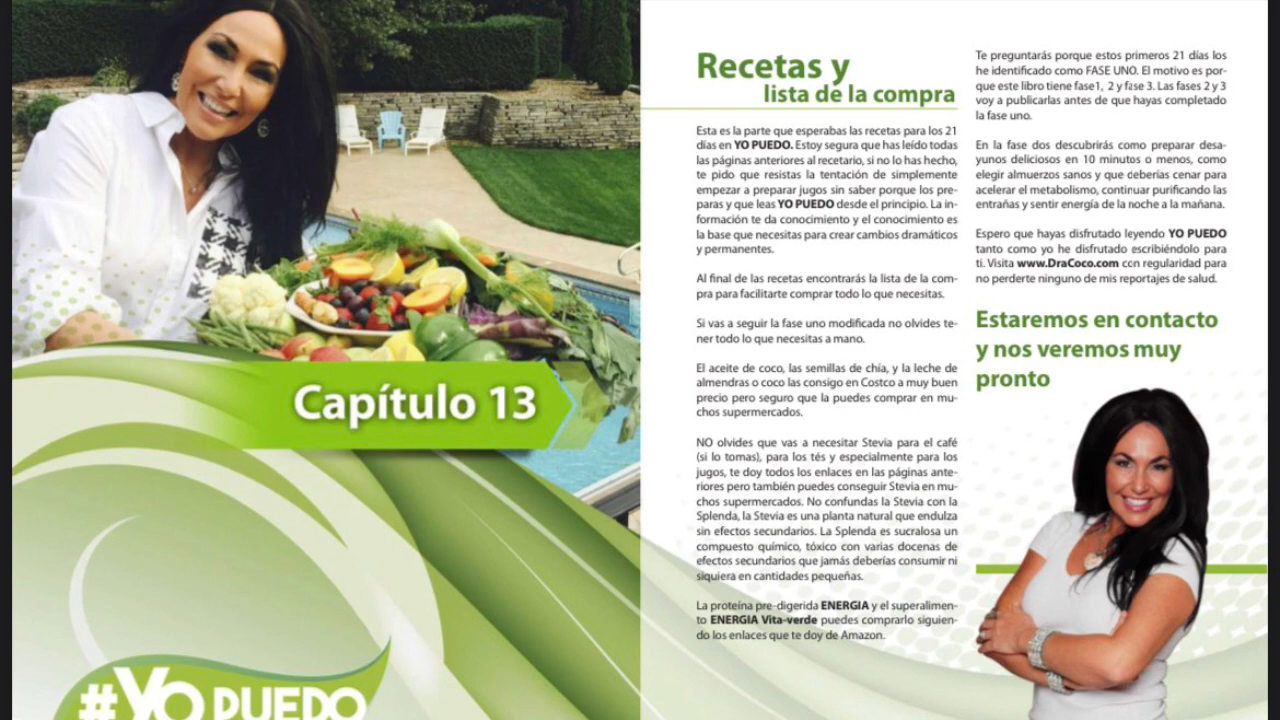 Capítulo 13
#YO PUEDO
Recetas y
lista de la compra
Esta es la parte que esperabas las recetas para los 21
días en YO PUEDO. Estoy segura que has leído todas
las páginas anteriores al recetario, si no lo has hecho,
te pido que resistas la tentación de simplemente
empezar a preparar jugos sin saber porque los pre-
paras y que leas YO PUEDO desde el principio. La in-
formación te da conocimiento y el conocimiento es
la base que necesitas para crear cambios dramáticos
y permanentes.
Al final de las recetas encontrarás la lista de la com-
pra para facilitarte comprar todo lo que necesitas.
Si vas a seguir la fase uno modificada no olvides te-
ner todo lo que necesitas a mano.
El aceite de coco, las semillas de chía, y la leche de
almendras o coco las consigo en Costco a muy buen
precio pero seguro que la puedes comprar en mu-
chos supermercados.
NO olvides que vas a necesitar Stevia para el café
(si lo tomas), para los tés y especialmente para los
jugos, te doy todos los enlaces en las páginas ante-
riores pero también puedes conseguir Stevia en mu-
chos supermercados. No confundas la Stevia con la
Splenda, la Stevia es una planta natural que endulza
sin efectos secundarios. La Splenda es sucralosa un
compuesto químico, tóxico con varias docenas de
efectos secundarios que jamás deberías consumir ni
siquiera en cantidades pequeñas.
La proteína pre-digerida ENERGIA y el superalimen-
to ENERGIA Vita-verde puedes comprarlo siguien-
do los enlaces que te doy de Amazon.
Te preguntarás porque estos primeros 21 días los
he identificado como FASE UNO. El motivo es por-
que este libro tiene fase1, 2 y fase 3. Las fases 2 y 3
voy a publicarlas antes de que hayas completado
la fase uno.
En la fase dos descubrirás como preparar desa-
yunos deliciosos en 10 minutos o menos, como
elegir almuerzos sanos y que deberías cenar para
acelerar el metabolismo, continuar purificando las
entrañas y sentir energía de la noche a la mañana.
Espero que hayas disfrutado leyendo YO PUEDO
tanto como yo he disfrutado escribiéndolo para
ti. Visita www.DraCoco.com con regularidad para
no perderte ninguno de mis reportajes de salud.
Estaremos en contacto
y nos veremos muy
pronto